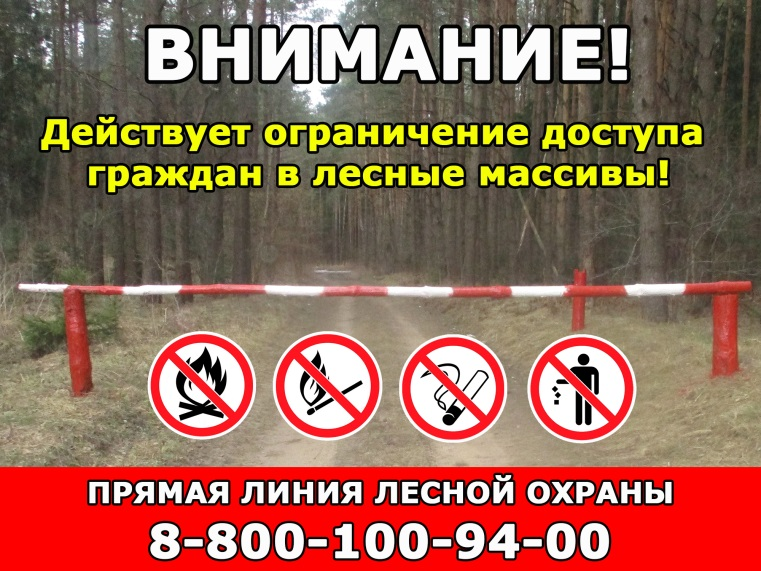 ВНИМАНИЕ!
Действует ограничение доступа
граждан в лесные массивы!
ПРЯМАЯ ЛИНИЯ ЛЕСНОЙ ОХРАНЫ
8-800-100-94-00